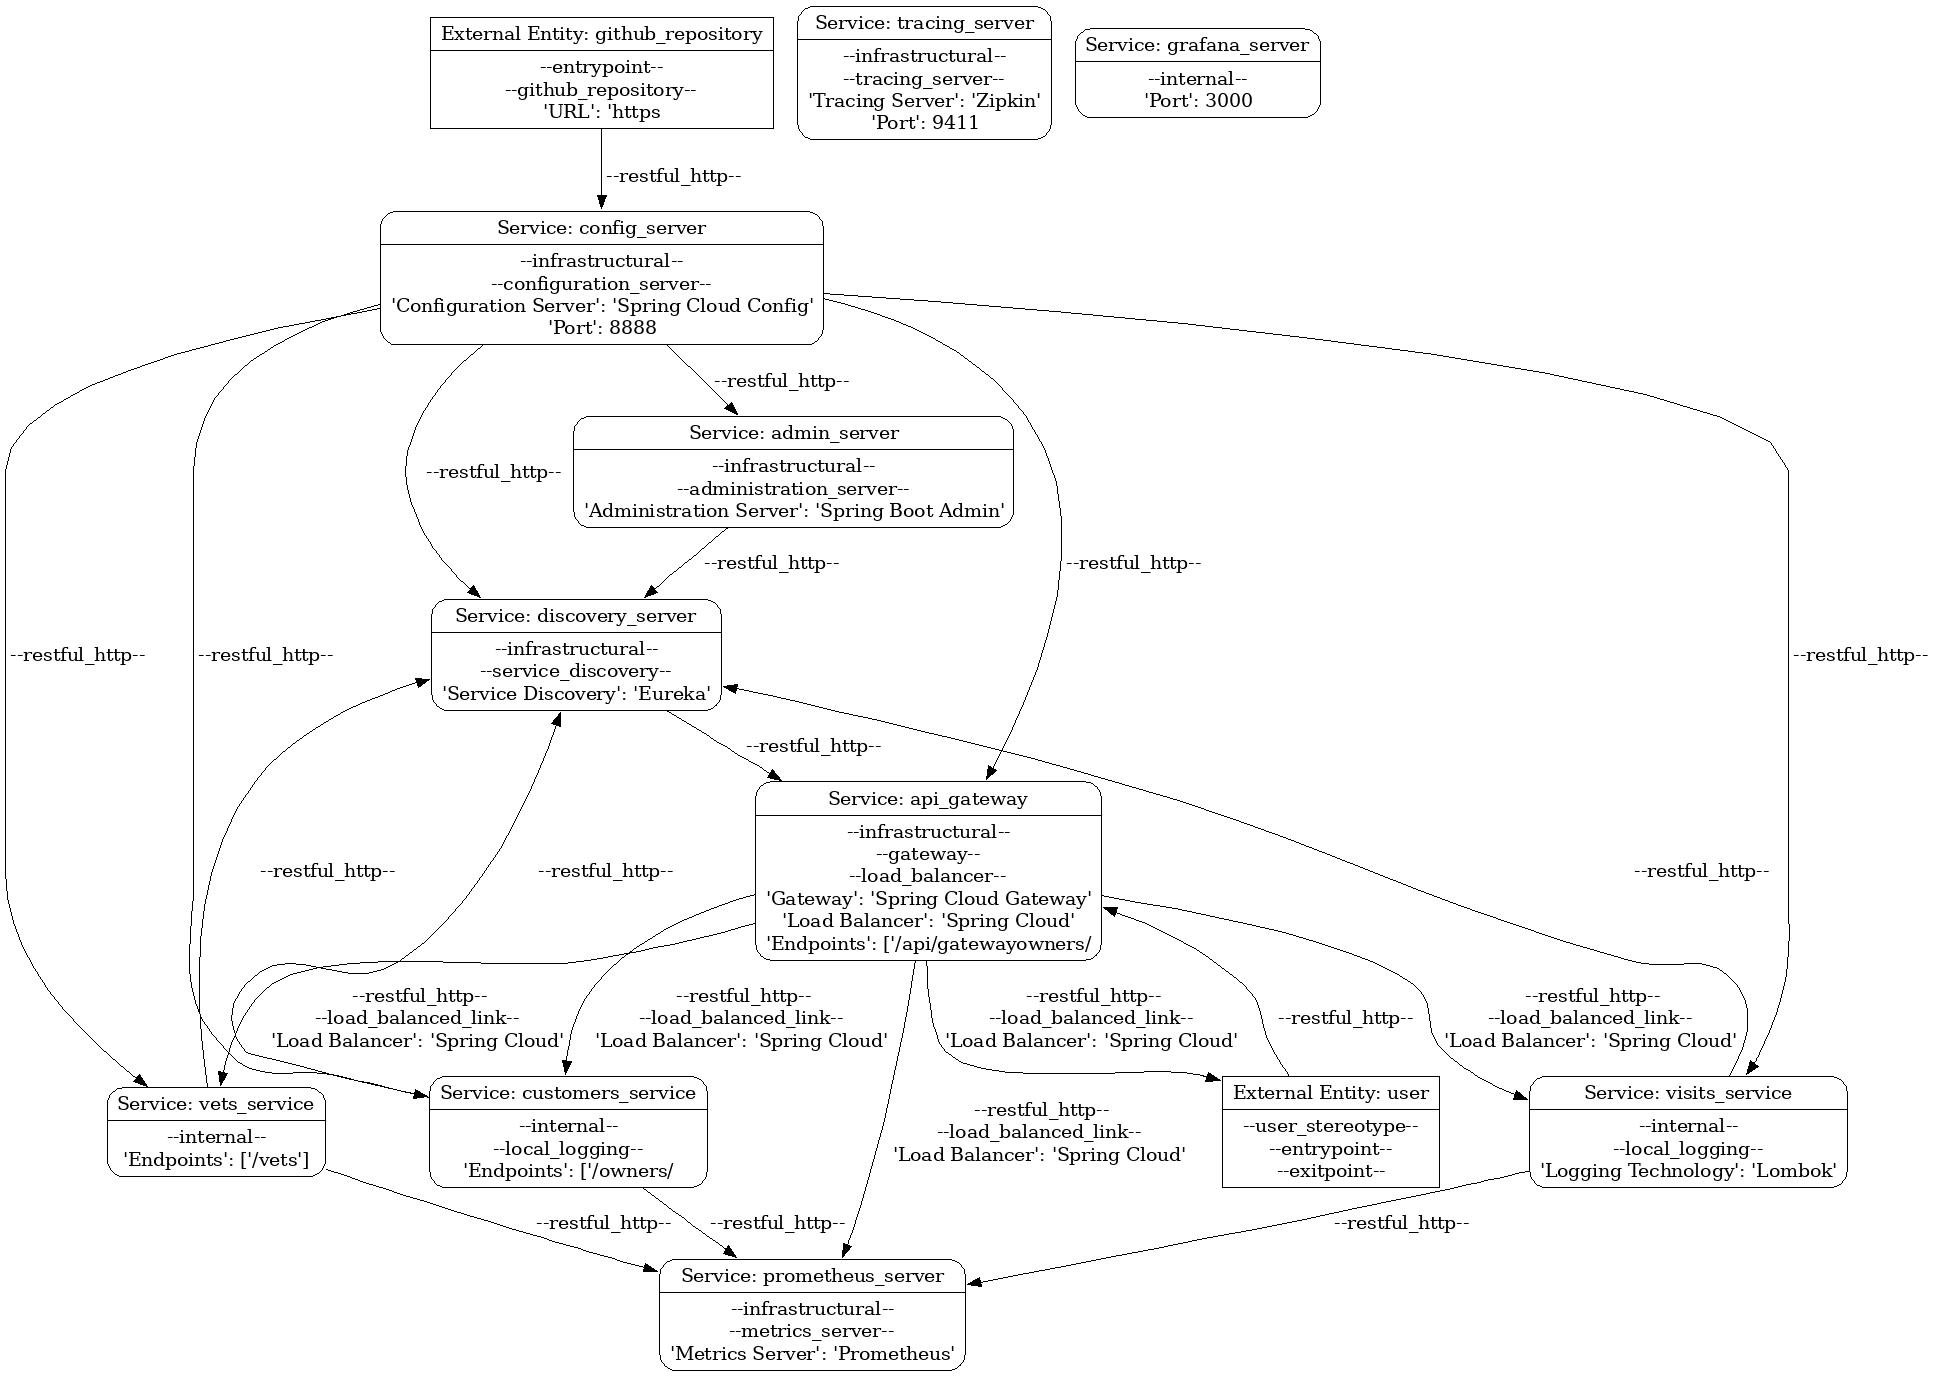 External Entity: github_repository
--entrypoint--
--github_repository--
'URL': 'https
Service: tracing_server
--infrastructural--
--tracing_server--
'Tracing Server': 'Zipkin'
'Port': 9411
Service: grafana_server
--internal--
'Port': 3000
--restful_http--
Service: config_server
--infrastructural--
--configuration_server--
'Configuration Server': 'Spring Cloud Config'
'Port': 8888
--restful_http--
--restful_http--
Service: admin_server
--infrastructural--
--administration_server--
'Administration Server': 'Spring Boot Admin'
--restful_http--
--restful_http--
Service: discovery_server
--infrastructural--
--service_discovery--
'Service Discovery': 'Eureka'
--restful_http--
--restful_http--
--restful_http--
--restful_http--
Service: api_gateway
--infrastructural--
--gateway--
--load_balancer--
'Gateway': 'Spring Cloud Gateway'
'Load Balancer': 'Spring Cloud'
'Endpoints': ['/api/gatewayowners/
--restful_http--
--restful_http--
--restful_http--
--restful_http--
--load_balanced_link--
'Load Balancer': 'Spring Cloud'
--restful_http--
--load_balanced_link--
'Load Balancer': 'Spring Cloud'
--restful_http--
--load_balanced_link--
'Load Balancer': 'Spring Cloud'
--restful_http--
--restful_http--
--load_balanced_link--
'Load Balancer': 'Spring Cloud'
Service: vets_service
--internal--
'Endpoints': ['/vets']
Service: customers_service
--internal--
--local_logging--
'Endpoints': ['/owners/
--restful_http--
--load_balanced_link--
'Load Balancer': 'Spring Cloud'
External Entity: user
--user_stereotype--
--entrypoint--
--exitpoint--
Service: visits_service
--internal--
--local_logging--
'Logging Technology': 'Lombok'
--restful_http--
--restful_http--
--restful_http--
Service: prometheus_server
--infrastructural--
--metrics_server--
'Metrics Server': 'Prometheus'